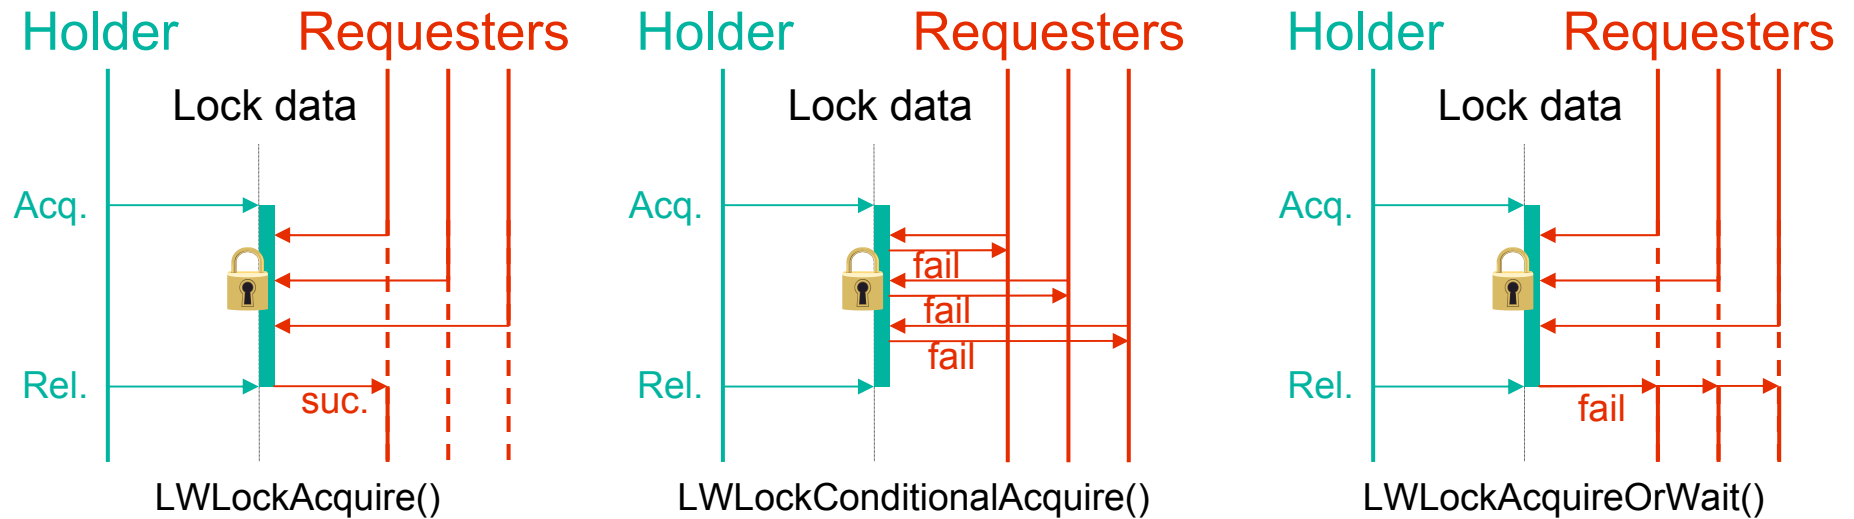 Holder Requesters
Lock data
Acq.
Rel.
suc.
LWLockAcquire()
Holder Requesters
Lock data
Acq.
fail
fail
fail
Rel.
LWLockConditionalAcquire()
Holder Requesters
Lock data
Acq.
Rel.
fail
LWLockAcquireOrWait()